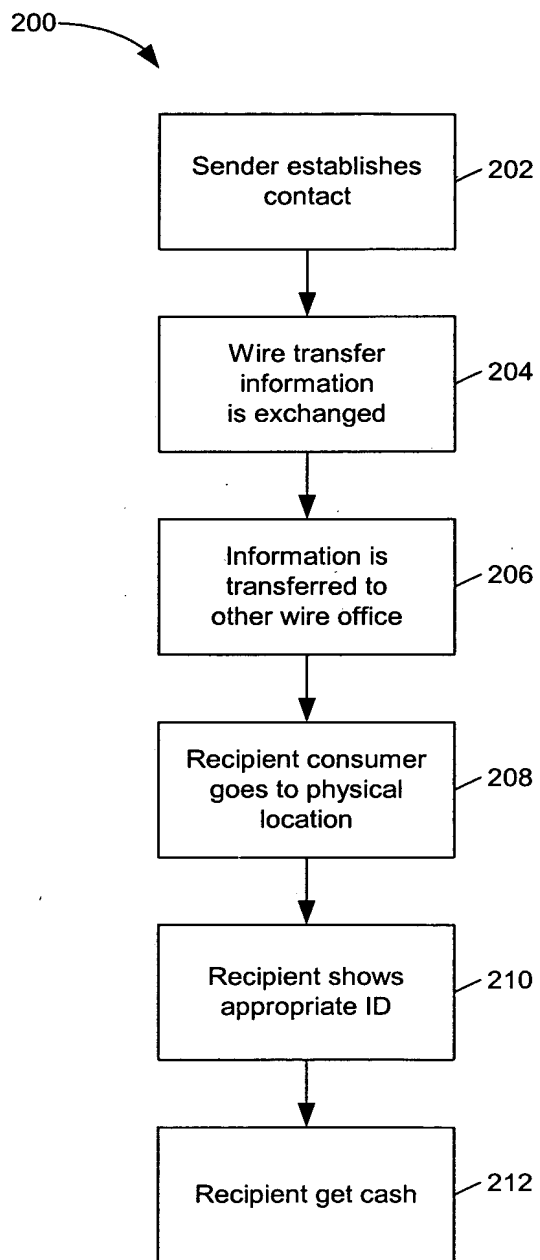 200
Sender establishes
contact
202
Wire transfer
information
is exchanged
204
Information is
transferred to
other wire office
206
Recipient consumer
goes to physical
location
208
Recipient shows
appropriate ID
210
Recipient get cash
212